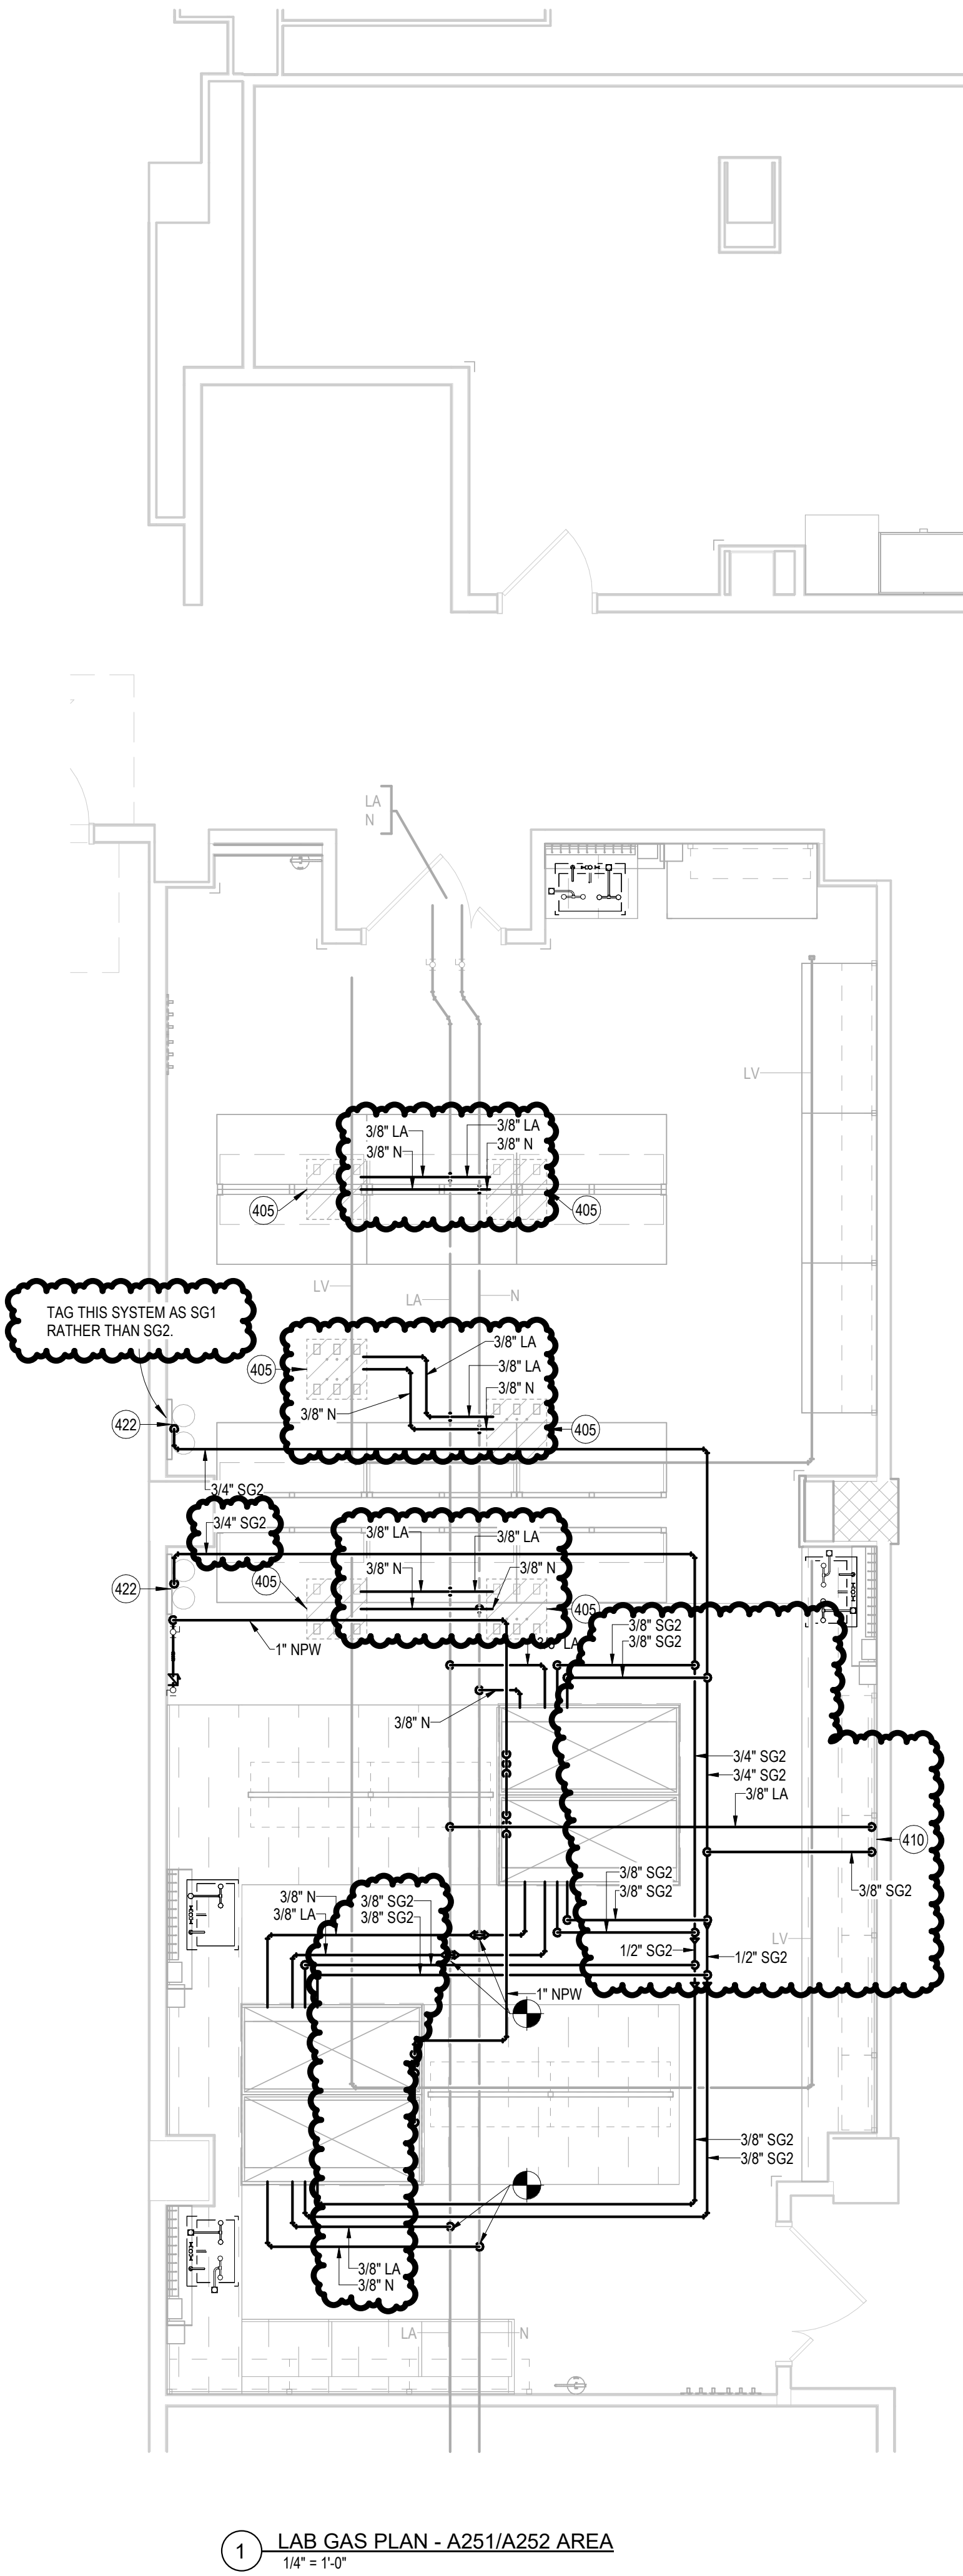 LA
N
LV
3/8" LA
3/8" LA
3/8" N
3/8" N
405
405
LV
LA
N
TAG THIS SYSTEM AS SG1
RATHER THAN SG2.
3/8" LA
3/8" LA
405
3/8" N
3/8" N
422
405
3/4" SG2
3/4" SG2
3/8" LA
3/8" LA
3/8" N
3/8" N
405
422
405
1" NPW
3/8" LA
3/8" SG2
3/8" SG2
3/8" N
3/4" SG2
3/4" SG2
3/8" LA
410
3/8" SG2
3/8" SG2
3/8" SG2
3/8" N
3/8" LA
3/8" SG2
3/8" SG2
LV
1/2" SG2
1/2" SG2
1" NPW
3/8" SG2
3/8" SG2
3/8" LA
3/8" N
LA
N
1
LAB GAS PLAN - A251/A252 AREA
1/4" = 1'-0"